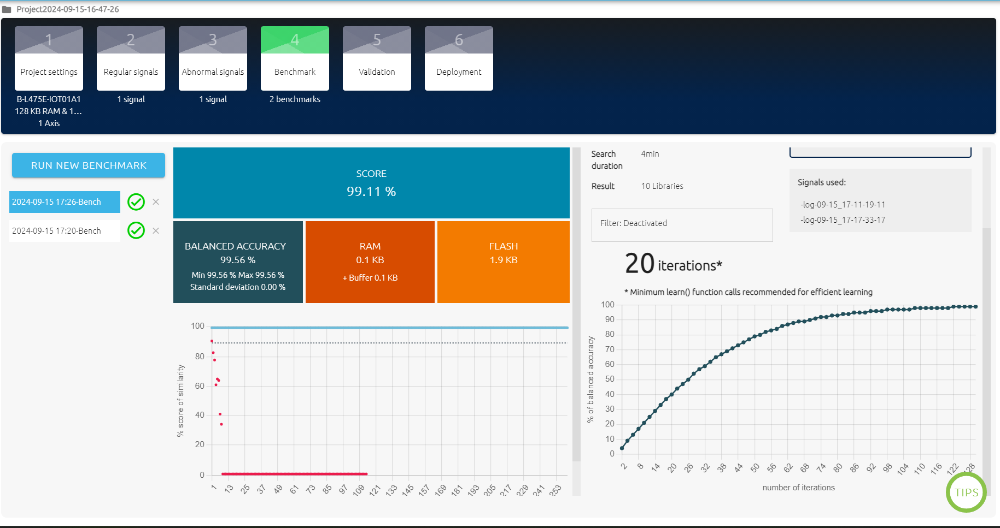 Project2024-09-15-16-47-26
1
2
3
4
5
6
Project settings
Regular signals
Abnormal signals
Benchmark
Validation
Deployment
B-L475E-IOT01A1
128 KB RAM & 1...
1 Axis
1 signal
1 signal
2 benchmarks
RUN NEW BENCHMARK
2024-09-15 17:26-Bench
2024-09-15 17:20-Bench
SCORE
99.11 %
BALANCED ACCURACY
99.56 %
Min 99.56 % Max 99.56 %
Standard deviation 0.00 %
RAM
0.1 KB
+ Buffer 0.1 KB
FLASH
1.9 KB
% score of similarity
100
80
60
40
20
0
1 13 25 37 49 61 73 85 97 109 121 133 145 157 169 181 193 205 217 229 241 253
Search duration 4min
Result 10 Libraries
Filter: Deactivated
Signals used:
-log-09-15_17-11-19-11
-log-09-15_17-17-33-17
20 iterations*
* Minimum learn() function calls recommended for efficient learning
% of balanced accuracy
100
90
80
70
60
50
40
30
20
10
0
2 8 14 20 26 32 38 44 50 56 62 68 74 80 86 92 98 104 110 116 122 128
number of iterations
TIPS